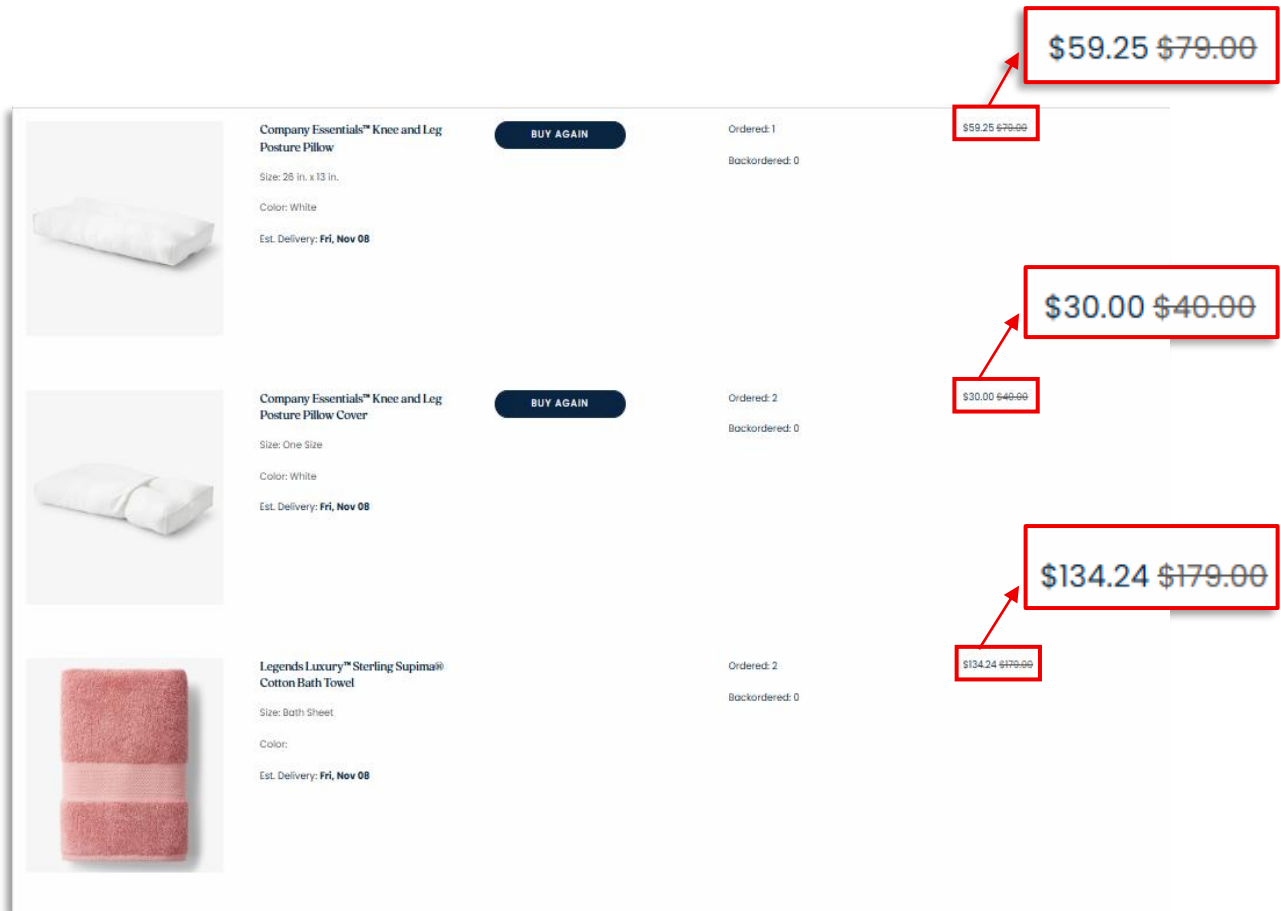 $59.25 $79.00
Company Essentials™ Knee and Leg
Posture Pillow
BUY AGAIN
Ordered: 1
$59.25 $79.00
Backordered: 0
Size: 26 in. x 13 in.
Color: White
Est. Delivery: Fri, Nov 08
$30.00 $40.00
Company Essentials™ Knee and Leg
Posture Pillow Cover
BUY AGAIN
Ordered: 2
$30.00 $40.00
Backordered: 0
Size: One Size
Color: White
Est. Delivery: Fri, Nov 08
$134.24 $179.00
Legends Luxury™ Sterling Supima®
Cotton Bath Towel
Ordered: 2
$134.24 $179.00
Backordered: 0
Size: Bath Sheet
Color:
Est. Delivery: Fri, Nov 08